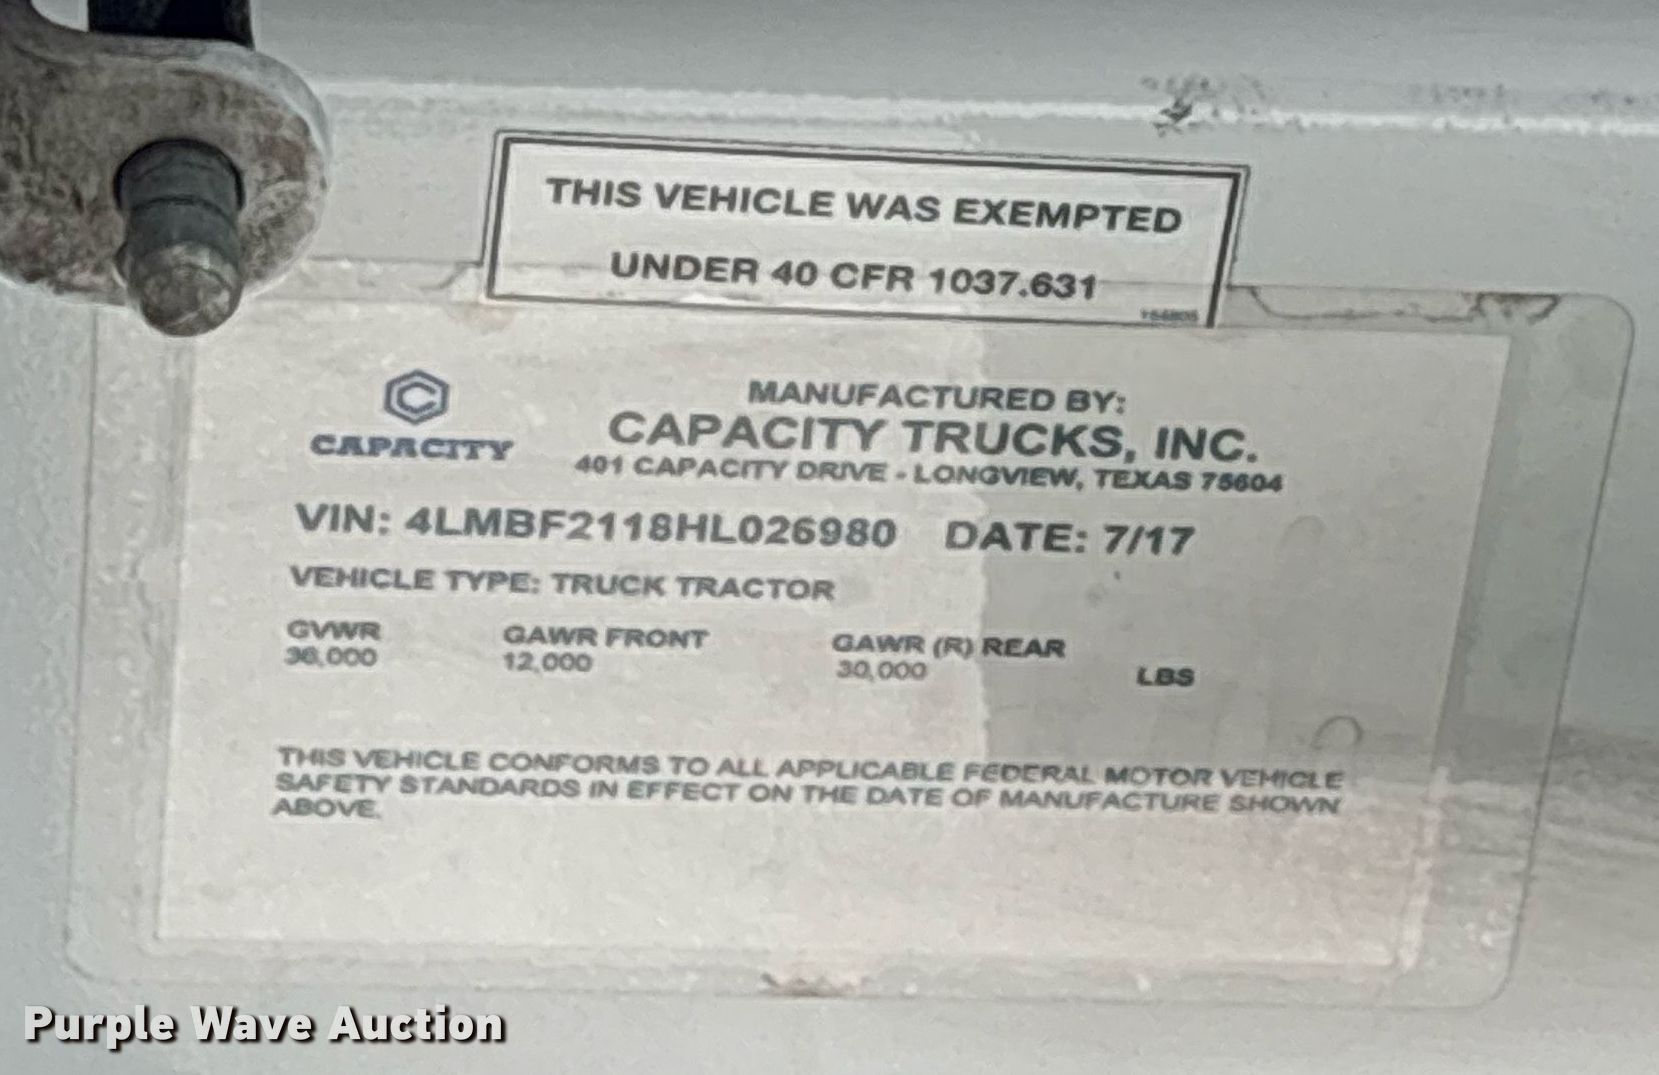 THIS VEHICLE WAS EXEMPTED
UNDER 40 CFR 1037.631
CAPACITY
MANUFACTURED BY:
CAPACITY TRUCKS, INC.
401 CAPACITY DRIVE - LONGVIEW, TEXAS 75604
VIN: 4LMBF2118HL026980 DATE: 7/17
VEHICLE TYPE: TRUCK TRACTOR
GVWR GAWR FRONT GAWR (R) REAR
12,000 30,000 LBS
THIS VEHICLE CONFORMS TO ALL APPLICABLE FEDERAL MOTOR VEHICLE
SAFETY STANDARDS IN EFFECT ON THE DATE OF MANUFACTURE SHOWN
ABOVE.
Purple Wave Auction